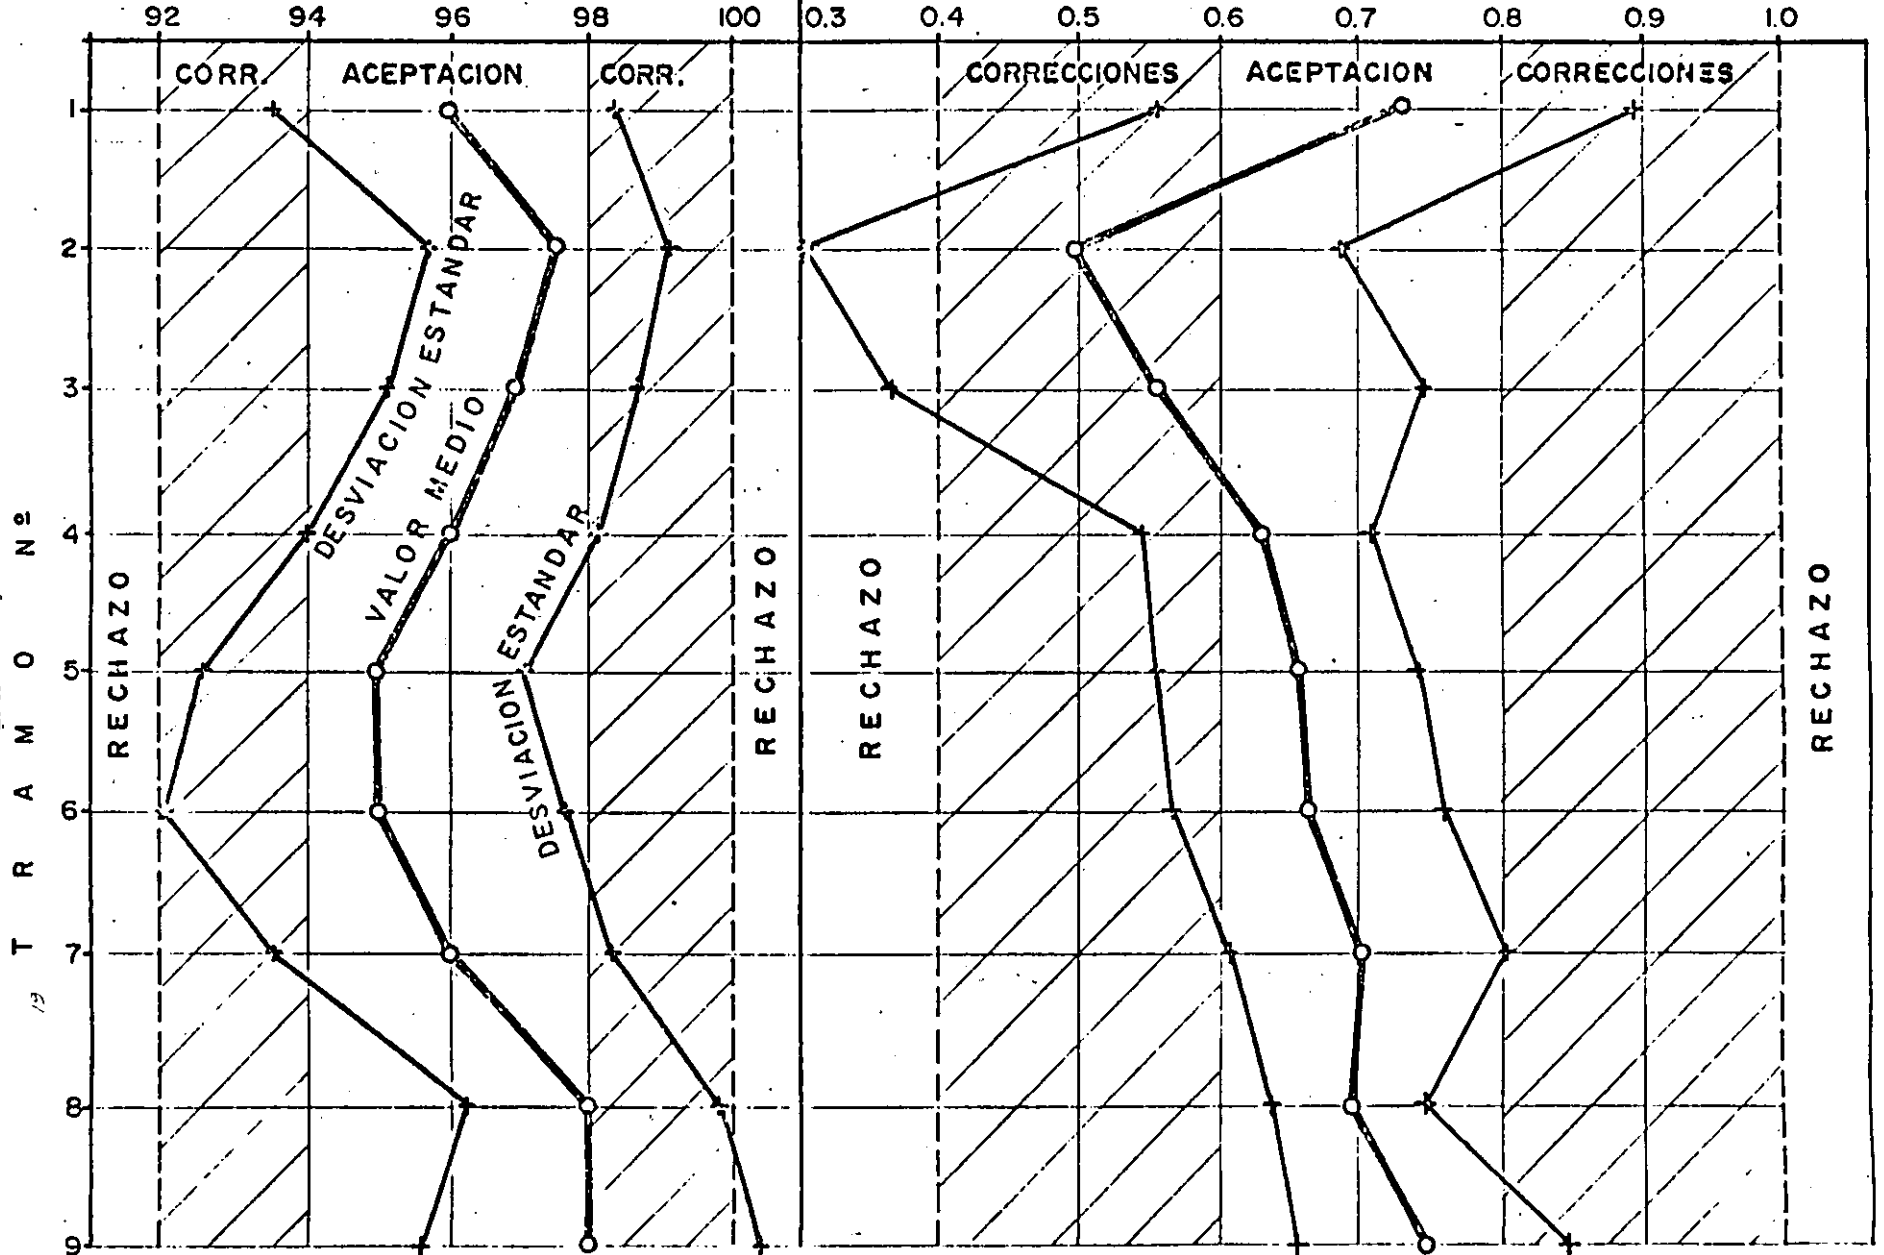 92 94 96 98 100 0.3 0.4 0.5 0.6 0.7 0.8 0.9 1.0
CORR. ACEPTACION CORR. CORRECCIONES ACEPTACION CORRECCIONES
1
2
3
4
5
6
7
8
9
TRAMO Nº
RECHAZO
DESVIACION ESTANDAR
VALOR MEDIO
DESVIACION ESTANDAR
RECHAZO
RECHAZO
RECHAZO
19